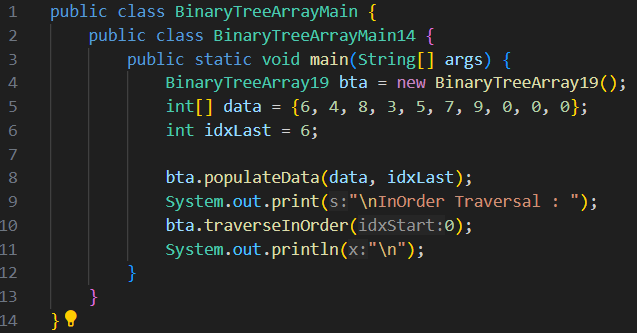 1 public class BinaryTreeArrayMain {
2 public class BinaryTreeArrayMain14 {
3 public static void main(String[] args) {
4 BinaryTreeArray19 bta = new BinaryTreeArray19();
5 int[] data = {6, 4, 8, 3, 5, 7, 9, 0, 0, 0};
6 int idxLast = 6;
7
8 bta.populateData(data, idxLast);
9 System.out.print(s:"\nInOrder Traversal : ");
10 bta.traverseInOrder(idxStart:0);
11 System.out.println(x:"\n");
12 }
13 }
14 }